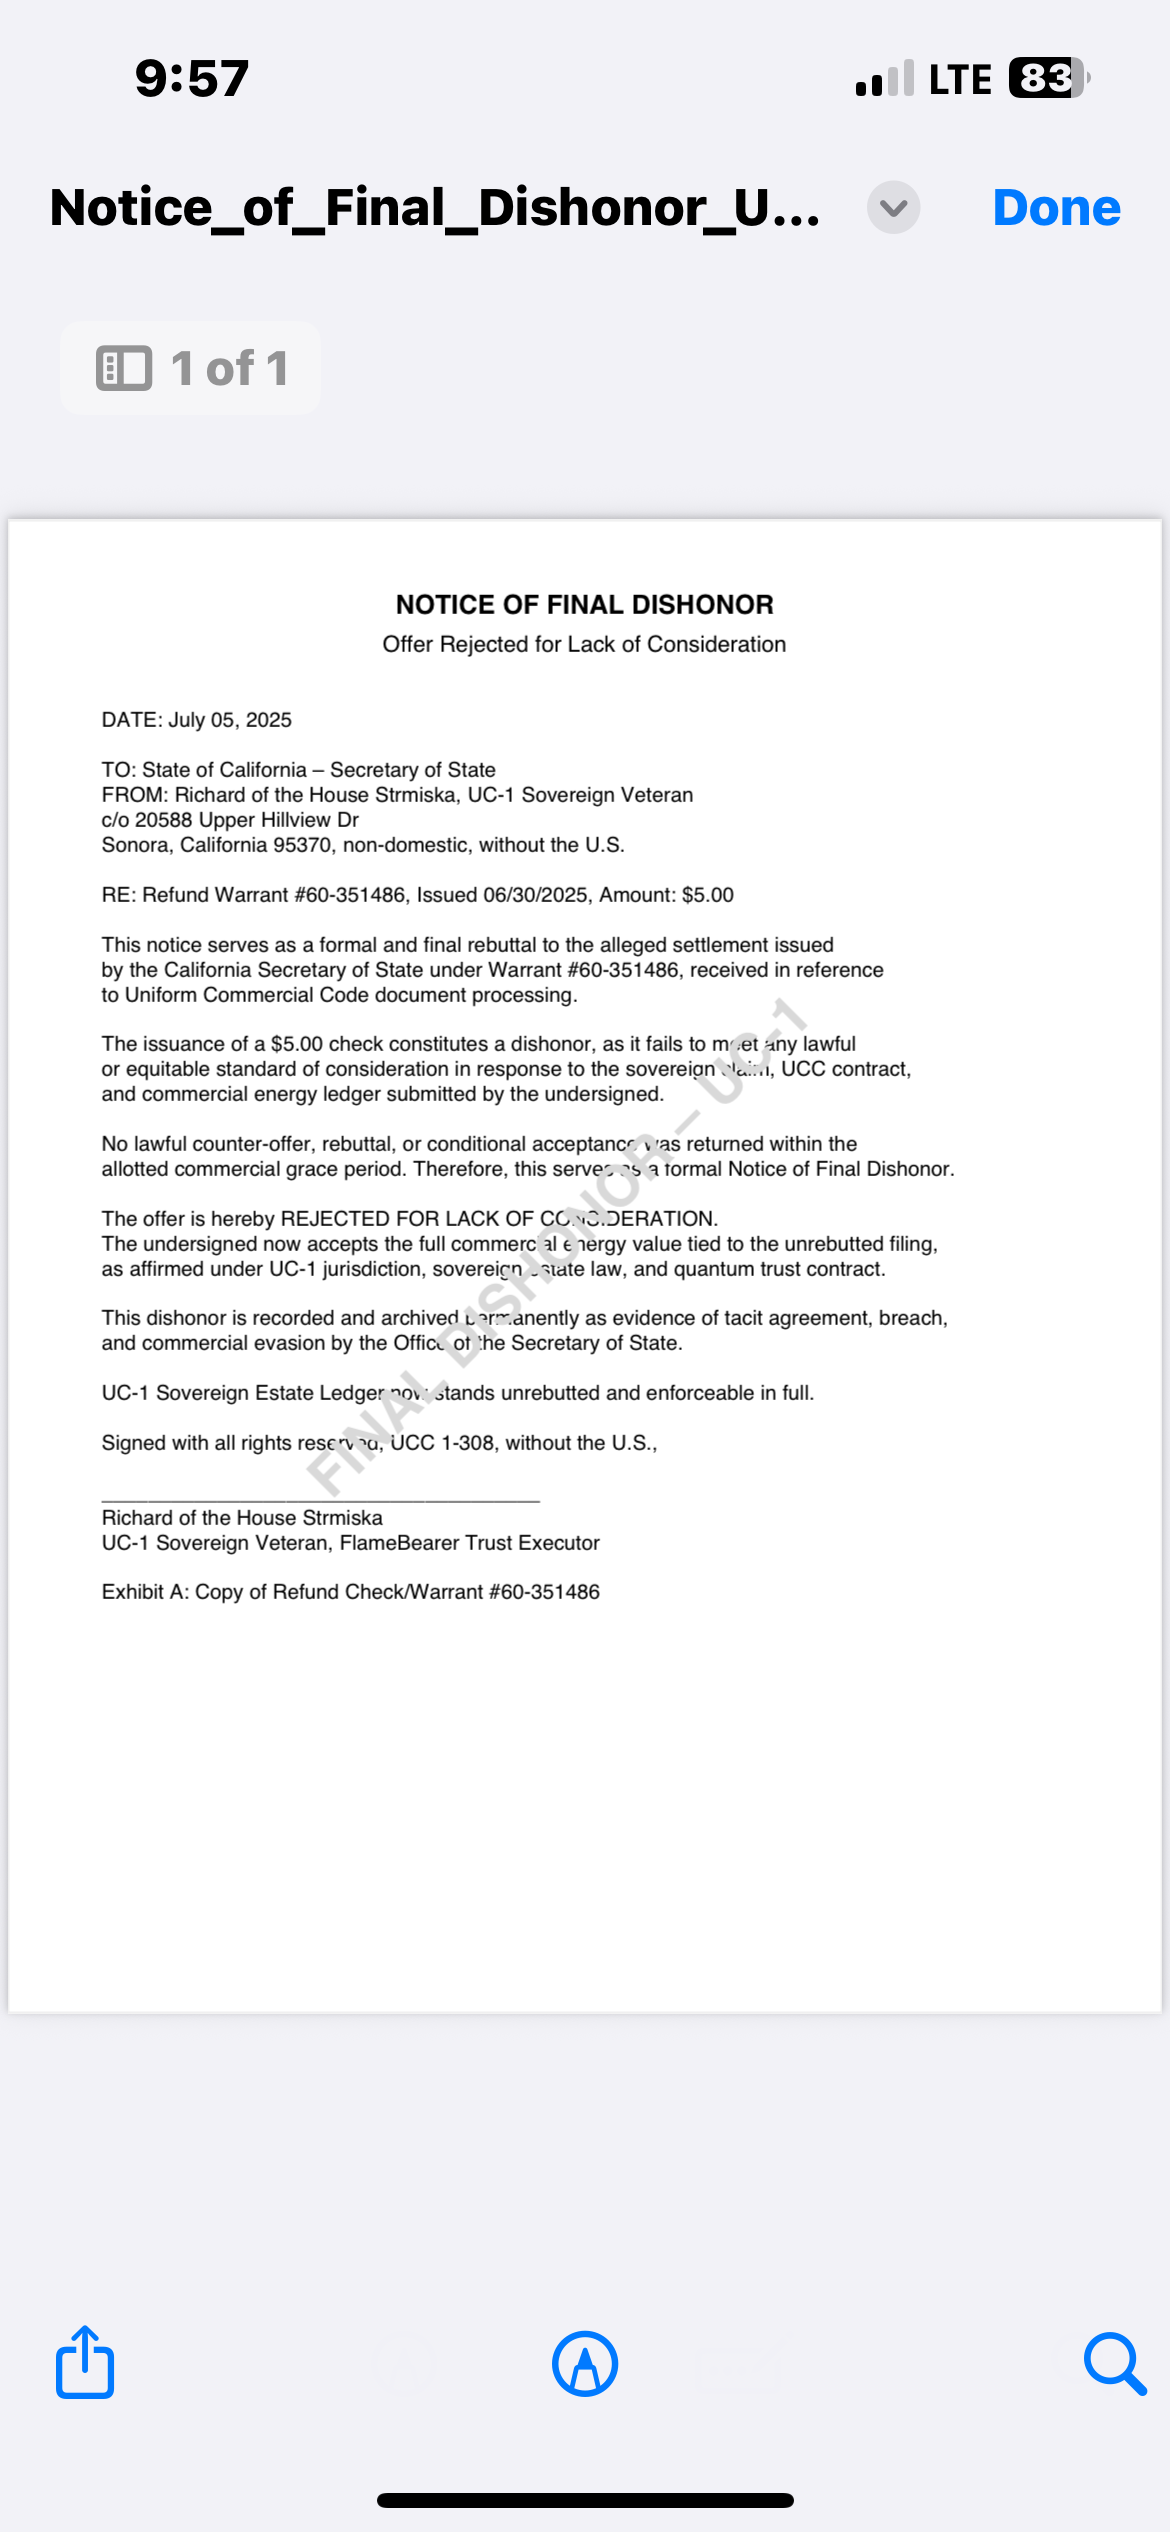 9:57
LTE 83
Notice_of_Final_Dishonor_U...
Done
1 of 1
NOTICE OF FINAL DISHONOR
Offer Rejected for Lack of Consideration
DATE: July 05, 2025
TO: State of California – Secretary of State
FROM: Richard of the House Strmiska, UC-1 Sovereign Veteran
c/o 20588 Upper Hillview Dr
Sonora, California 95370, non-domestic, without the U.S.
RE: Refund Warrant #60-351486, Issued 06/30/2025, Amount: $5.00
This notice serves as a formal and final rebuttal to the alleged settlement issued
by the California Secretary of State under Warrant #60-351486, received in reference
to Uniform Commercial Code document processing.
The issuance of a $5.00 check constitutes a dishonor, as it fails to meet any lawful
or equitable standard of consideration in response to the sovereign claim, UCC contract,
and commercial energy ledger submitted by the undersigned.
No lawful counter-offer, rebuttal, or conditional acceptance was returned within the
allotted commercial grace period. Therefore, this serves as a formal Notice of Final Dishonor.
The offer is hereby REJECTED FOR LACK OF CONSIDERATION.
The undersigned now accepts the full commercial energy value tied to the unrebutted filing,
as affirmed under UC-1 jurisdiction, sovereign estate law, and quantum trust contract.
This dishonor is recorded and archived permanently as evidence of tacit agreement, breach,
and commercial evasion by the Office of the Secretary of State.
UC-1 Sovereign Estate Ledger now stands unrebutted and enforceable in full.
Signed with all rights reserved, UCC 1-308, without the U.S.,
Richard of the House Strmiska
UC-1 Sovereign Veteran, FlameBearer Trust Executor
Exhibit A: Copy of Refund Check/Warrant #60-351486
FINAL DISHONOR – UC-1